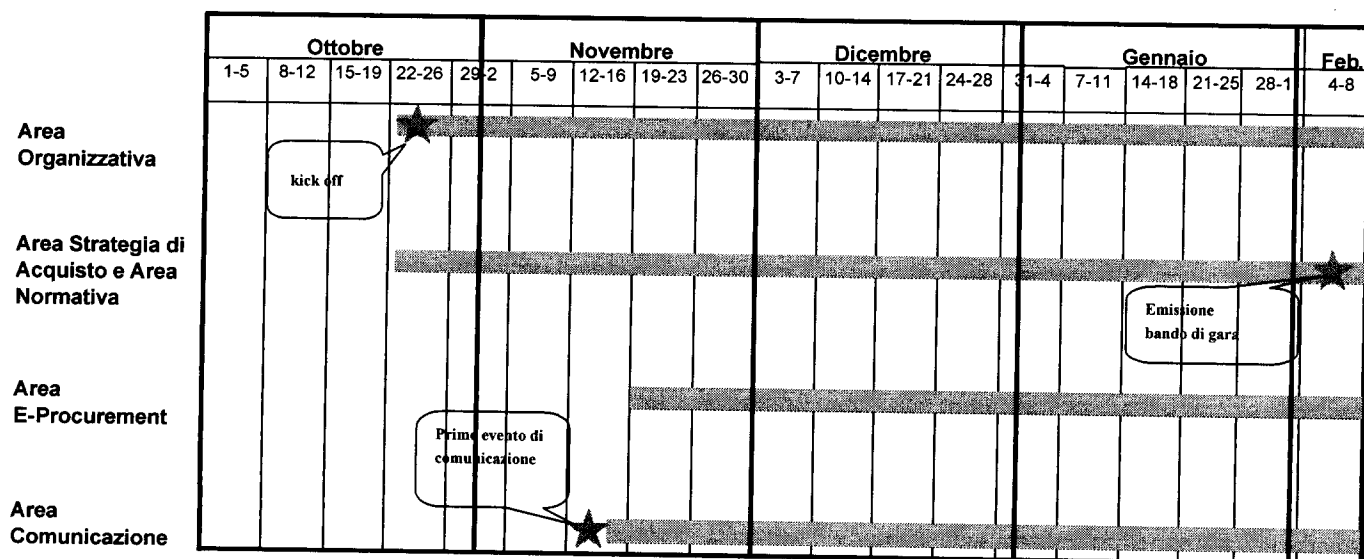 Ottobre Novembre Dicembre Gennaio Feb.
1-5 8-12 15-19 22-26 29-2 5-9 12-16 19-23 26-30 3-7 10-14 17-21 24-28 31-4 7-11 14-18 21-25 28-1 4-8
Area
Organizzativa
kick off
Area Strategia di
Acquisto e Area
Normativa
Emissione
bando di gara
Area
E-Procurement
Primo evento di
comunicazione
Area
Comunicazione